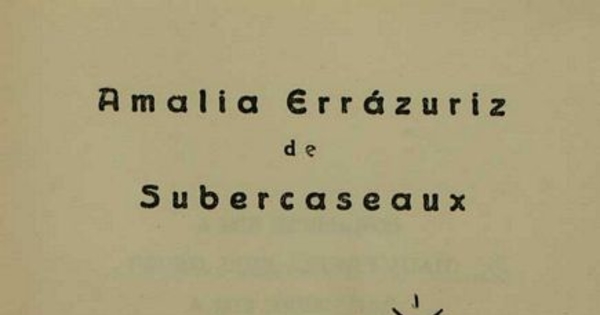 Amalia Errázuriz
de
Subercaseaux